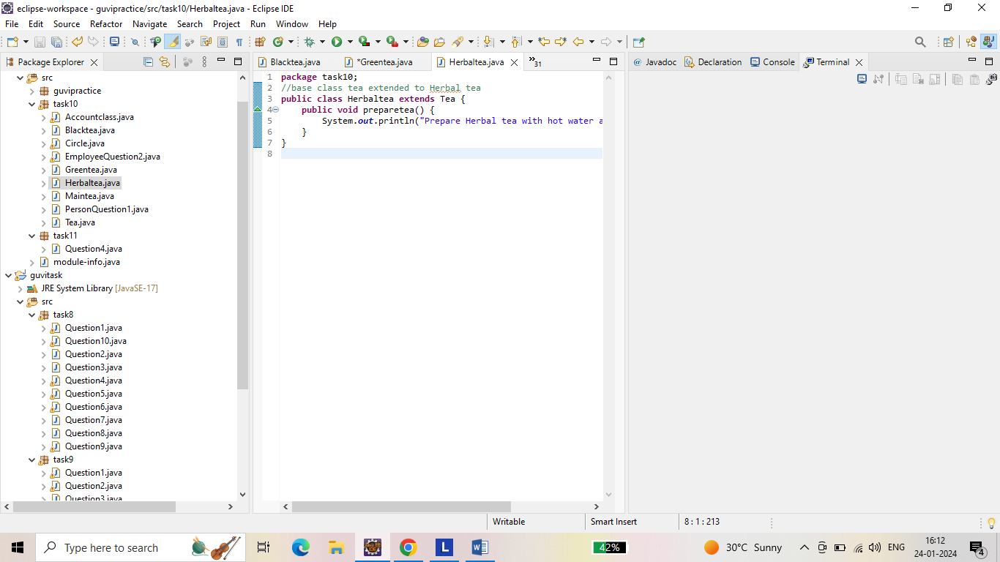 eclipse-workspace - guvipractice/src/task10/Herbaltea.java - Eclipse IDE
File Edit Source Refactor Navigate Search Project Run Window Help
Package Explorer
src
guvipractice
task10
Accountclass.java
Blacktea.java
Circle.java
EmployeeQuestion2.java
Greentea.java
Herbaltea.java
Maintea.java
PersonQuestion1.java
Tea.java
task11
Question4.java
module-info.java
guvitask
JRE System Library [JavaSE-17]
src
task8
Question1.java
Question10.java
Question2.java
Question3.java
Question4.java
Question5.java
Question6.java
Question7.java
Question8.java
Question9.java
task9
Question1.java
Question2.java
Question3.java
Blacktea.java *Greentea.java Herbaltea.java »31
1 package task10;
2 //base class tea extended to Herbal tea
3 public class Herbaltea extends Tea {
4 public void preparetea() {
5 System.out.println("Prepare Herbal tea with hot water a
6 }
7 }
8
@ Javadoc Declaration Console Terminal
Writable Smart Insert 8 : 1 : 213
Type here to search
JAVA EE IDE
L
W
42%
30°C Sunny
ENG
16:12
24-01-2024
4